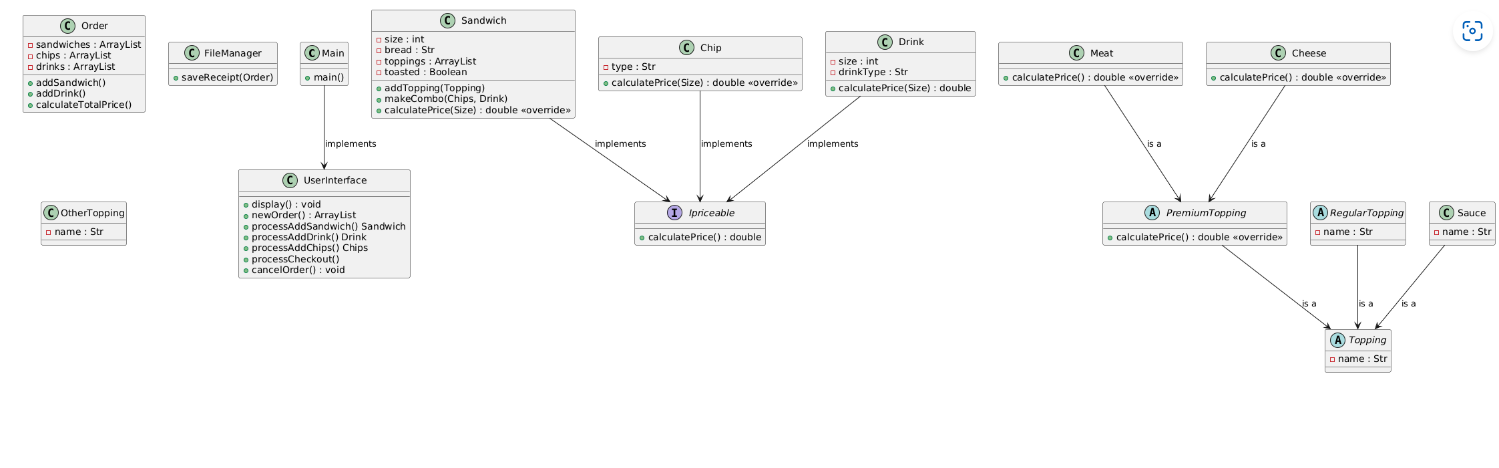 C Order
sandwiches : ArrayList
chips : ArrayList
drinks : ArrayList
addSandwich()
addDrink()
calculateTotalPrice()
C FileManager
saveReceipt(Order)
C Main
main()
C Sandwich
size : int
bread : Str
toppings : ArrayList
toasted : Boolean
addTopping(Topping)
makeCombo(Chips, Drink)
calculatePrice(Size) : double «override»
C Chip
type : Str
calculatePrice(Size) : double «override»
C Drink
size : int
drinkType : Str
calculatePrice(Size) : double
C Meat
calculatePrice() : double «override»
C Cheese
calculatePrice() : double «override»
implements
implements
implements
implements
is a
is a
C OtherTopping
name : Str
C UserInterface
display() : void
newOrder() : ArrayList
processAddSandwich() Sandwich
processAddDrink() Drink
processAddChips() Chips
processCheckout()
cancelOrder() : void
I Ipriceable
calculatePrice() : double
A PremiumTopping
calculatePrice() : double «override»
A RegularTopping
name : Str
C Sauce
name : Str
is a
is a
is a
A Topping
name : Str